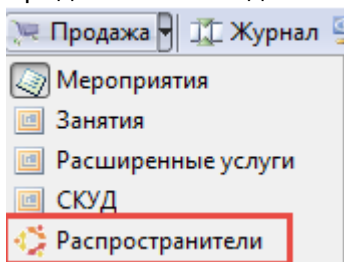 Продажа Журнал
Мероприятия
Занятия
Расширенные услуги
СКУД
Распространители